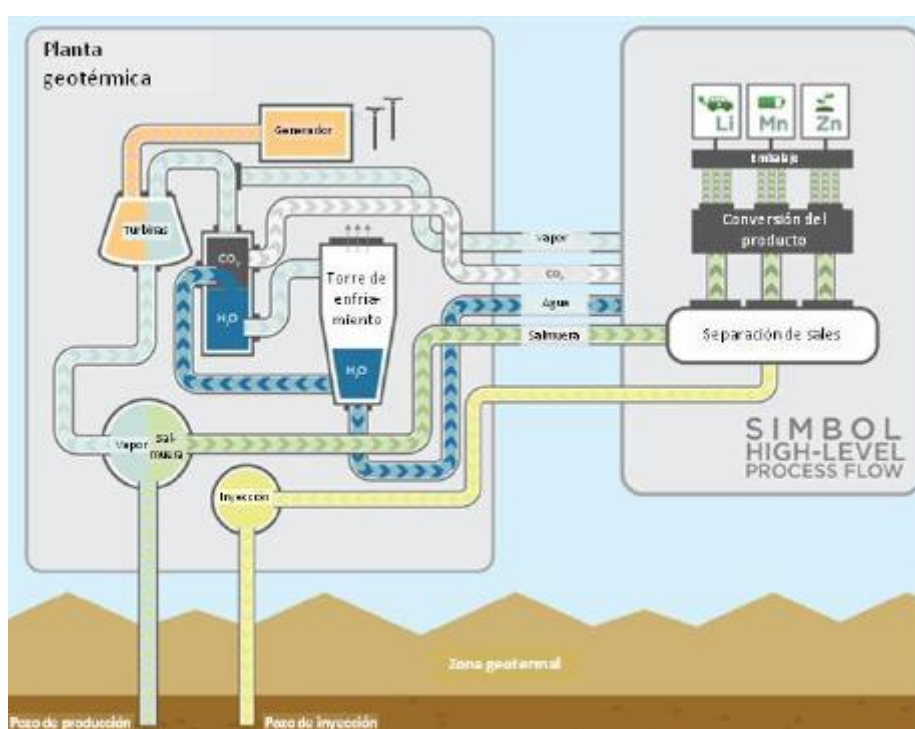 Planta
geotérmica
Generador
Turbinas
CO₂
H₂O
Torre de
enfria-
miento
H₂O
Vapor
Sal-
muera
Inyección
Vapor
CO₂
Agua
Salmuera
Li
Mn
Zn
Embalaje
Conversión del
producto
Separación de sales
SIMBOL
HIGH-LEVEL
PROCESS FLOW
Zona geotermal
Pozo de producción
Pozo de inyección